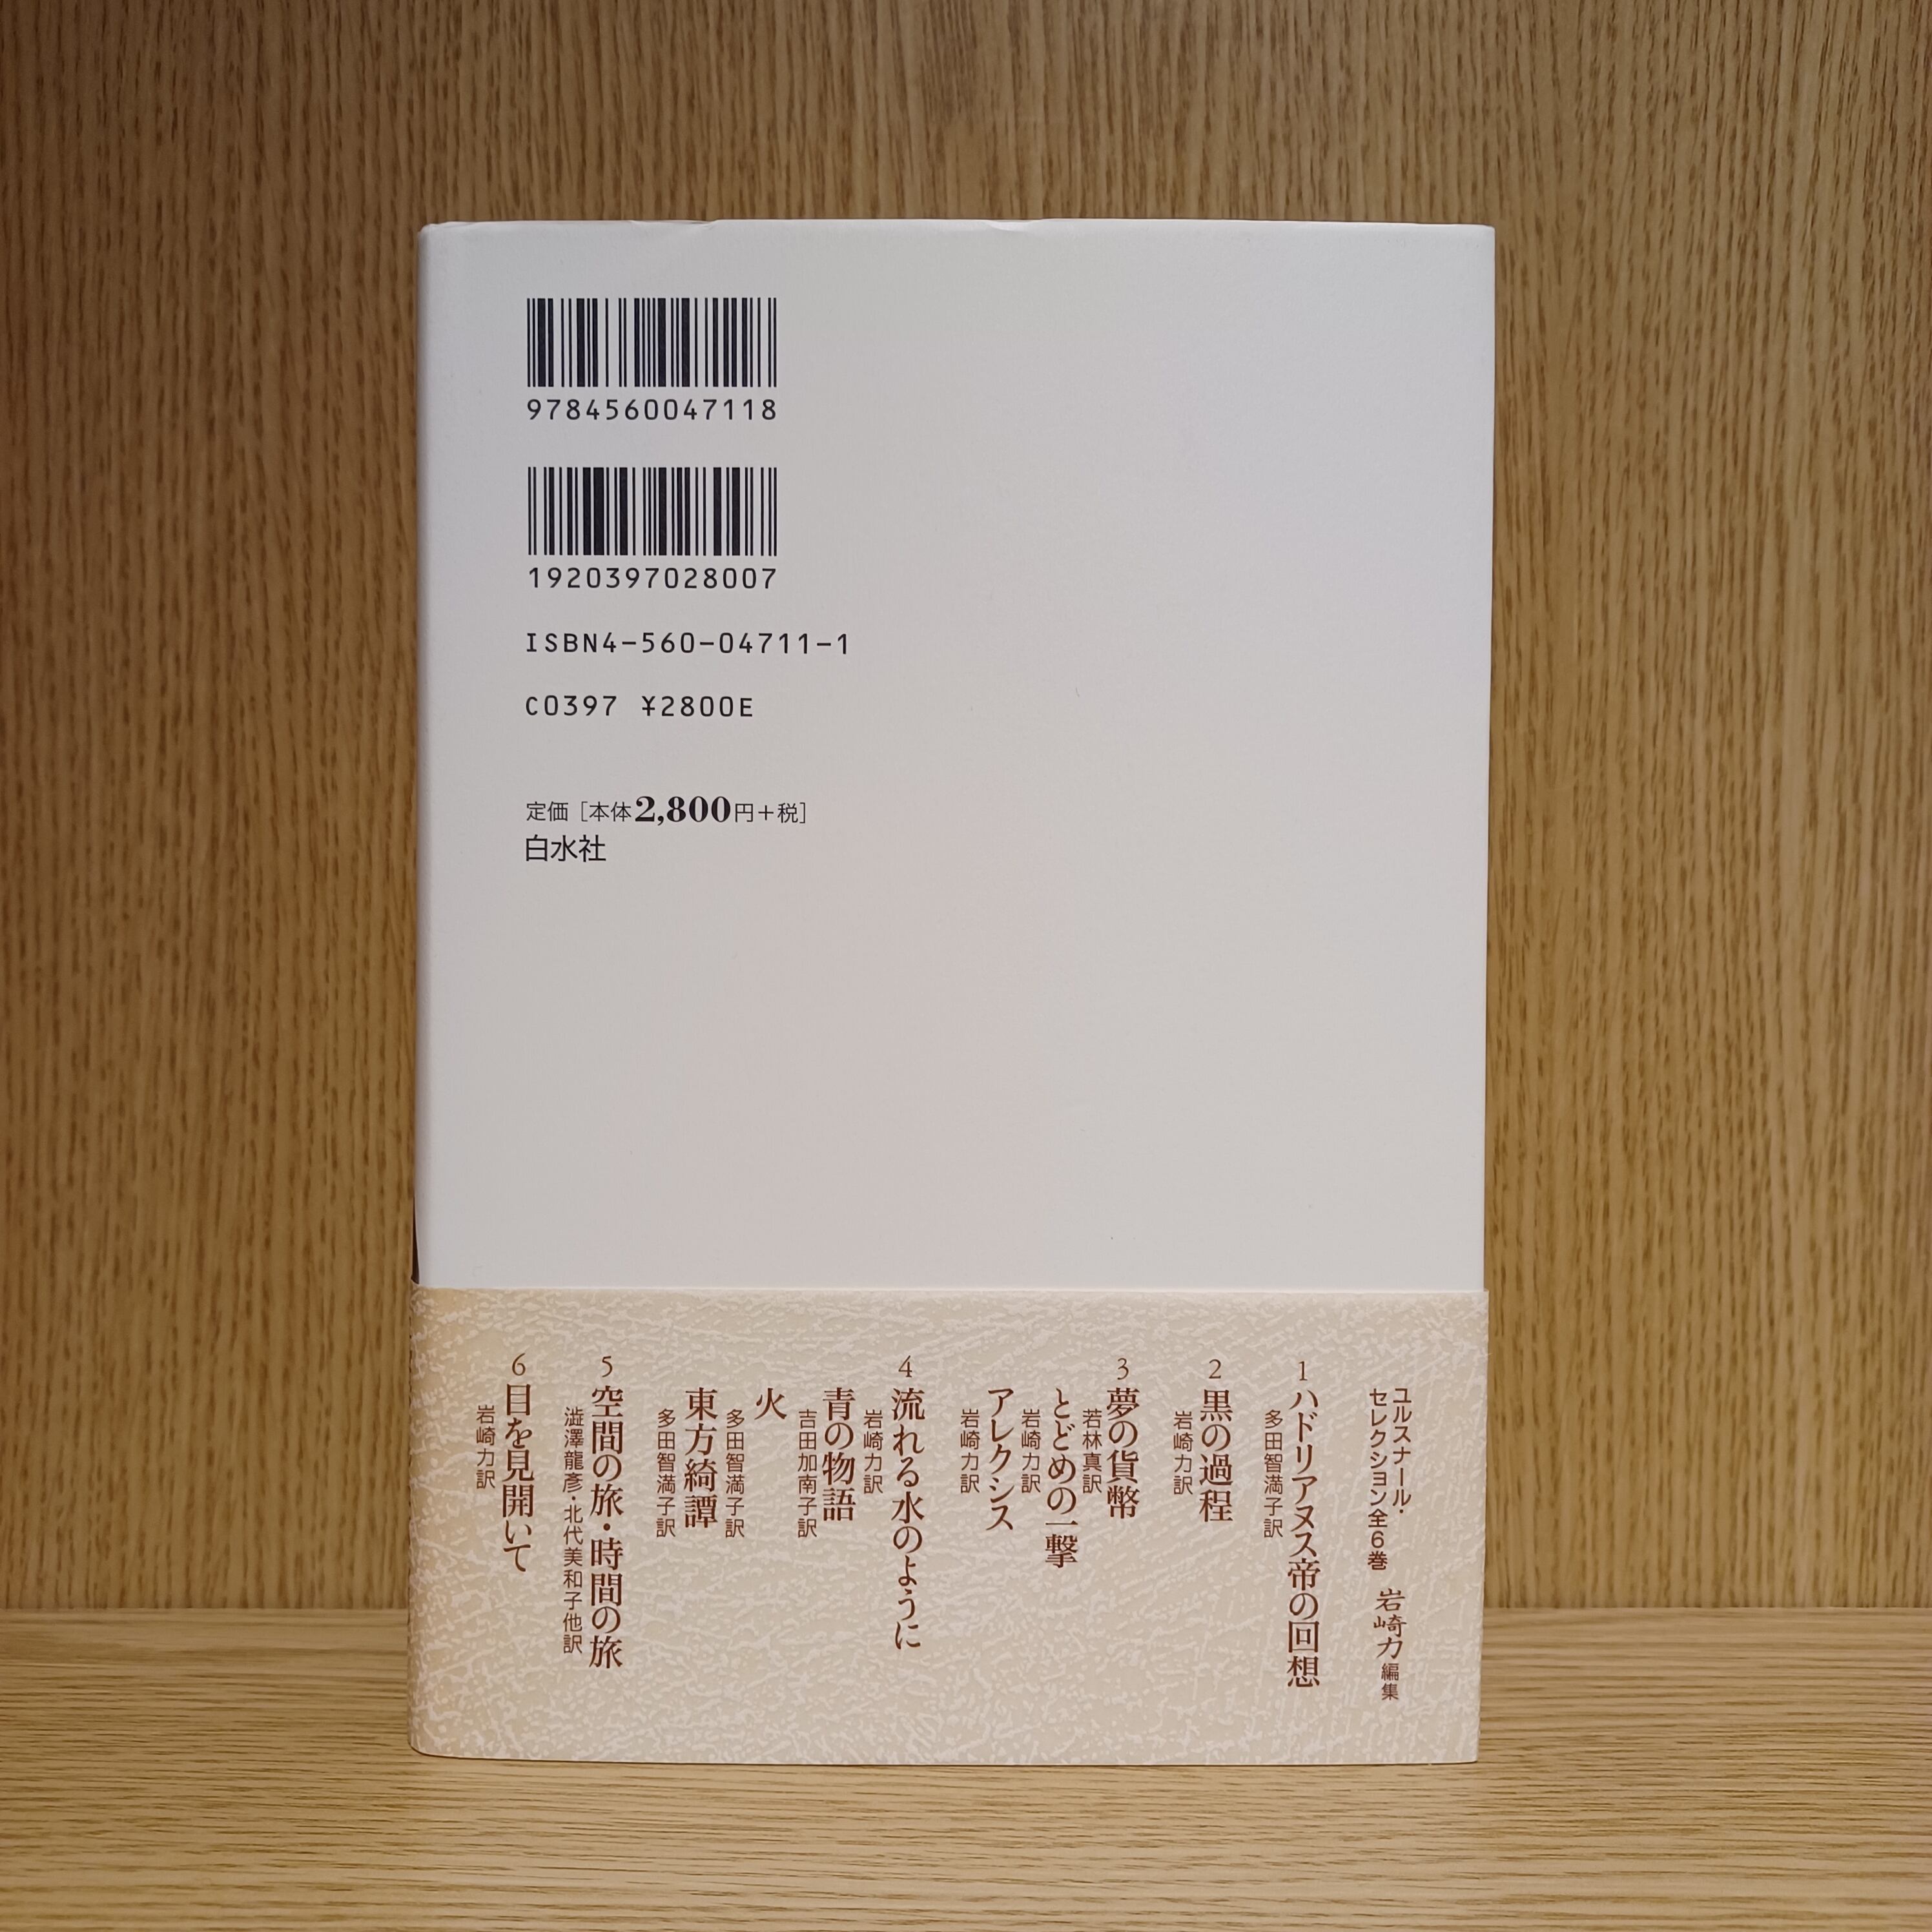 9784560047118
1920397028007
ISBN4-560-04711-1
C0397 ¥2800E
定価［本体2,800円＋税］
白水社
ユルスナール・
セレクション全6巻
岩崎力 編集
1 ハドリアヌス帝の回想
多田智満子訳
2 黒の過程
岩崎力訳
3 夢の貨幣
若林真訳
とどめの一撃
岩崎力訳
アレクシス
岩崎力訳
4 流れる水のように
岩崎力訳
青の物語
吉田加南子訳
火
多田智満子訳
東方綺譚
多田智満子訳
5 空間の旅・時間の旅
澁澤龍彥・北代美和子他訳
6 目を見開いて
岩崎力訳